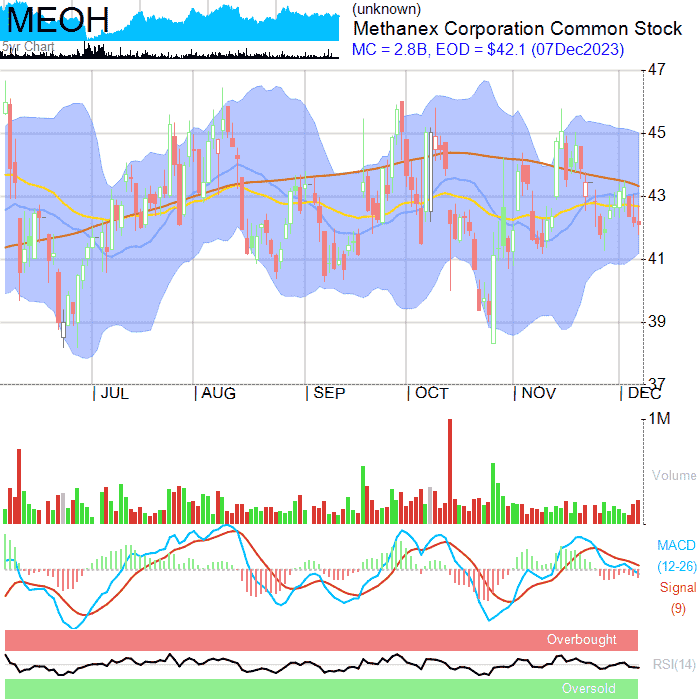 MEOH
5yr Chart
(unknown)
Methanex Corporation Common Stock
MC = 2.8B, EOD = $42.1 (07Dec2023)
47
45
43
41
39
37
JUL AUG SEP OCT NOV DEC
1M
Volume
MACD
(12-26)
Signal
(9)
Overbought
RSI(14)
Oversold